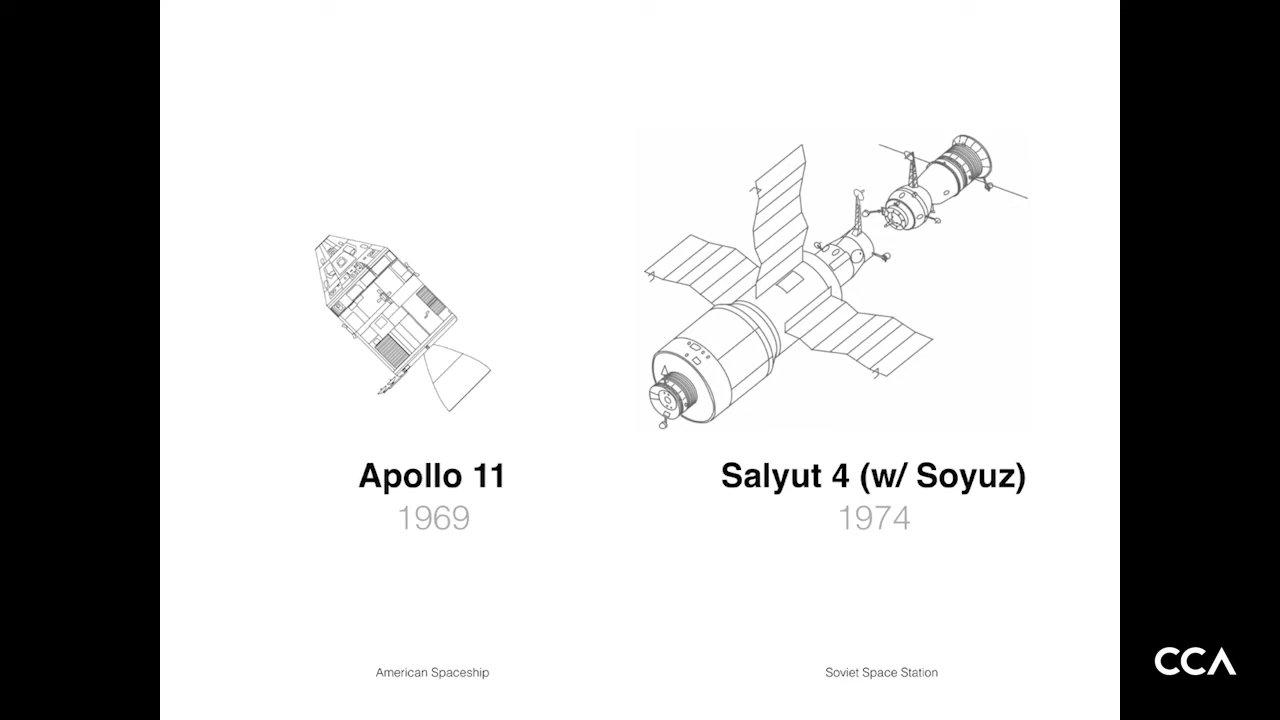 Apollo 11
1969
American Spaceship
Salyut 4 (w/ Soyuz)
1974
Soviet Space Station
CCA